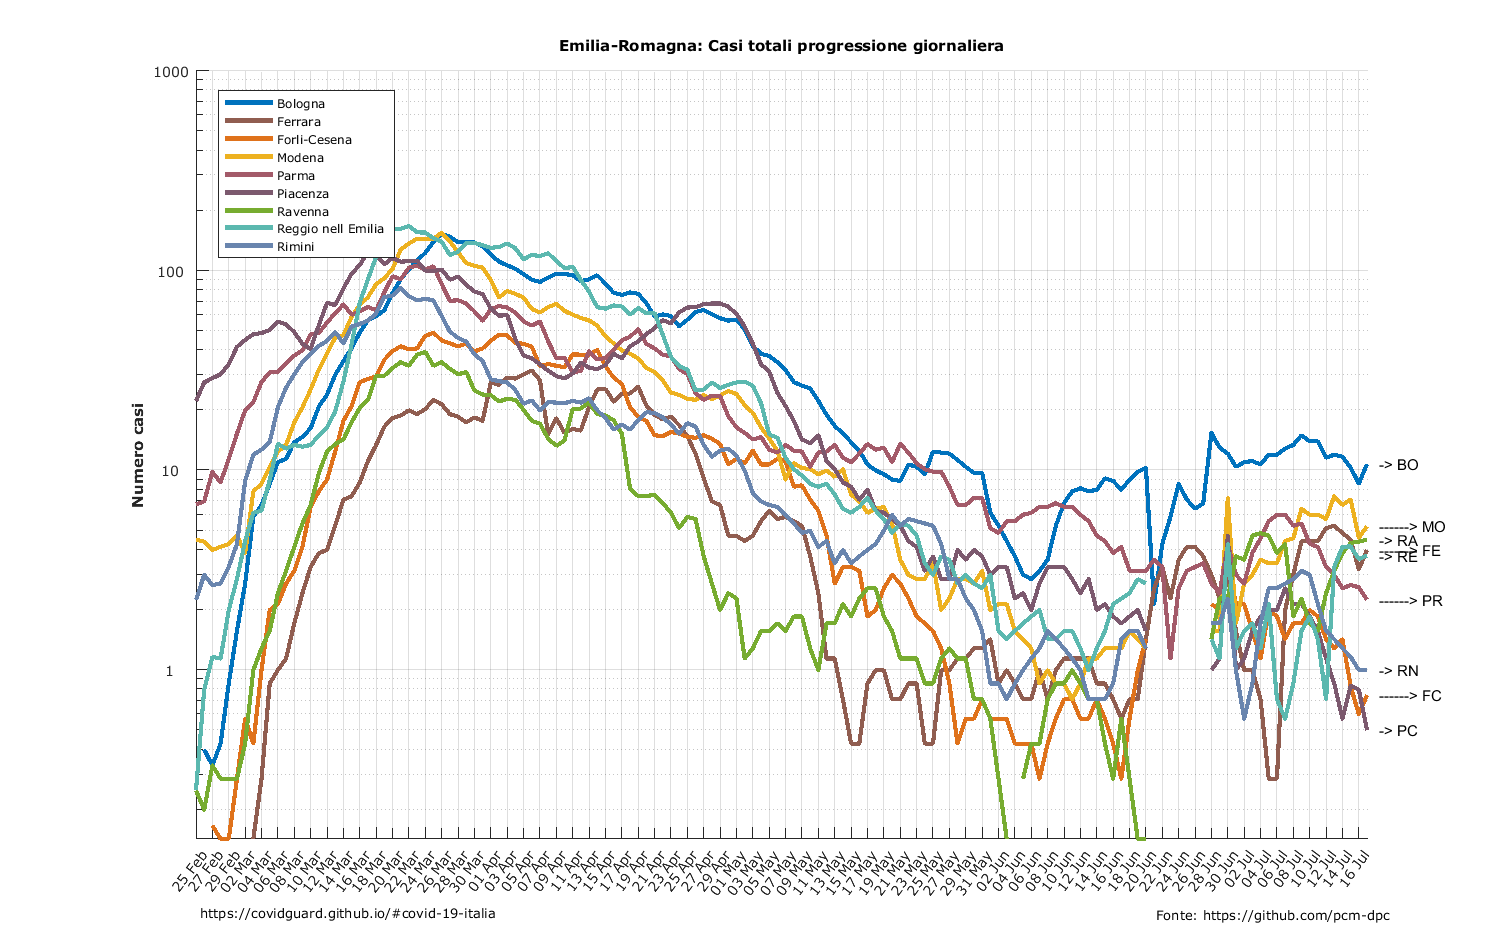 Emilia-Romagna: Casi totali progressione giornaliera
1000
100
10
1
Numero casi
Bologna
Ferrara
Forli-Cesena
Modena
Parma
Piacenza
Ravenna
Reggio nell Emilia
Rimini
-> BO
------> MO
-> RA
------> FE
-> RE
------> PR
-> RN
------> FC
-> PC
25 Feb
27 Feb
29 Feb
02 Mar
04 Mar
06 Mar
08 Mar
10 Mar
12 Mar
14 Mar
16 Mar
18 Mar
20 Mar
22 Mar
24 Mar
26 Mar
28 Mar
30 Mar
01 Apr
03 Apr
05 Apr
07 Apr
09 Apr
11 Apr
13 Apr
15 Apr
17 Apr
19 Apr
21 Apr
23 Apr
25 Apr
27 Apr
29 Apr
01 May
03 May
05 May
07 May
09 May
11 May
13 May
15 May
17 May
19 May
21 May
23 May
25 May
27 May
29 May
31 May
02 Jun
04 Jun
06 Jun
08 Jun
10 Jun
12 Jun
14 Jun
16 Jun
18 Jun
20 Jun
22 Jun
24 Jun
26 Jun
28 Jun
30 Jun
02 Jul
04 Jul
06 Jul
08 Jul
10 Jul
12 Jul
14 Jul
16 Jul
https://covidguard.github.io/#covid-19-italia
Fonte: https://github.com/pcm-dpc